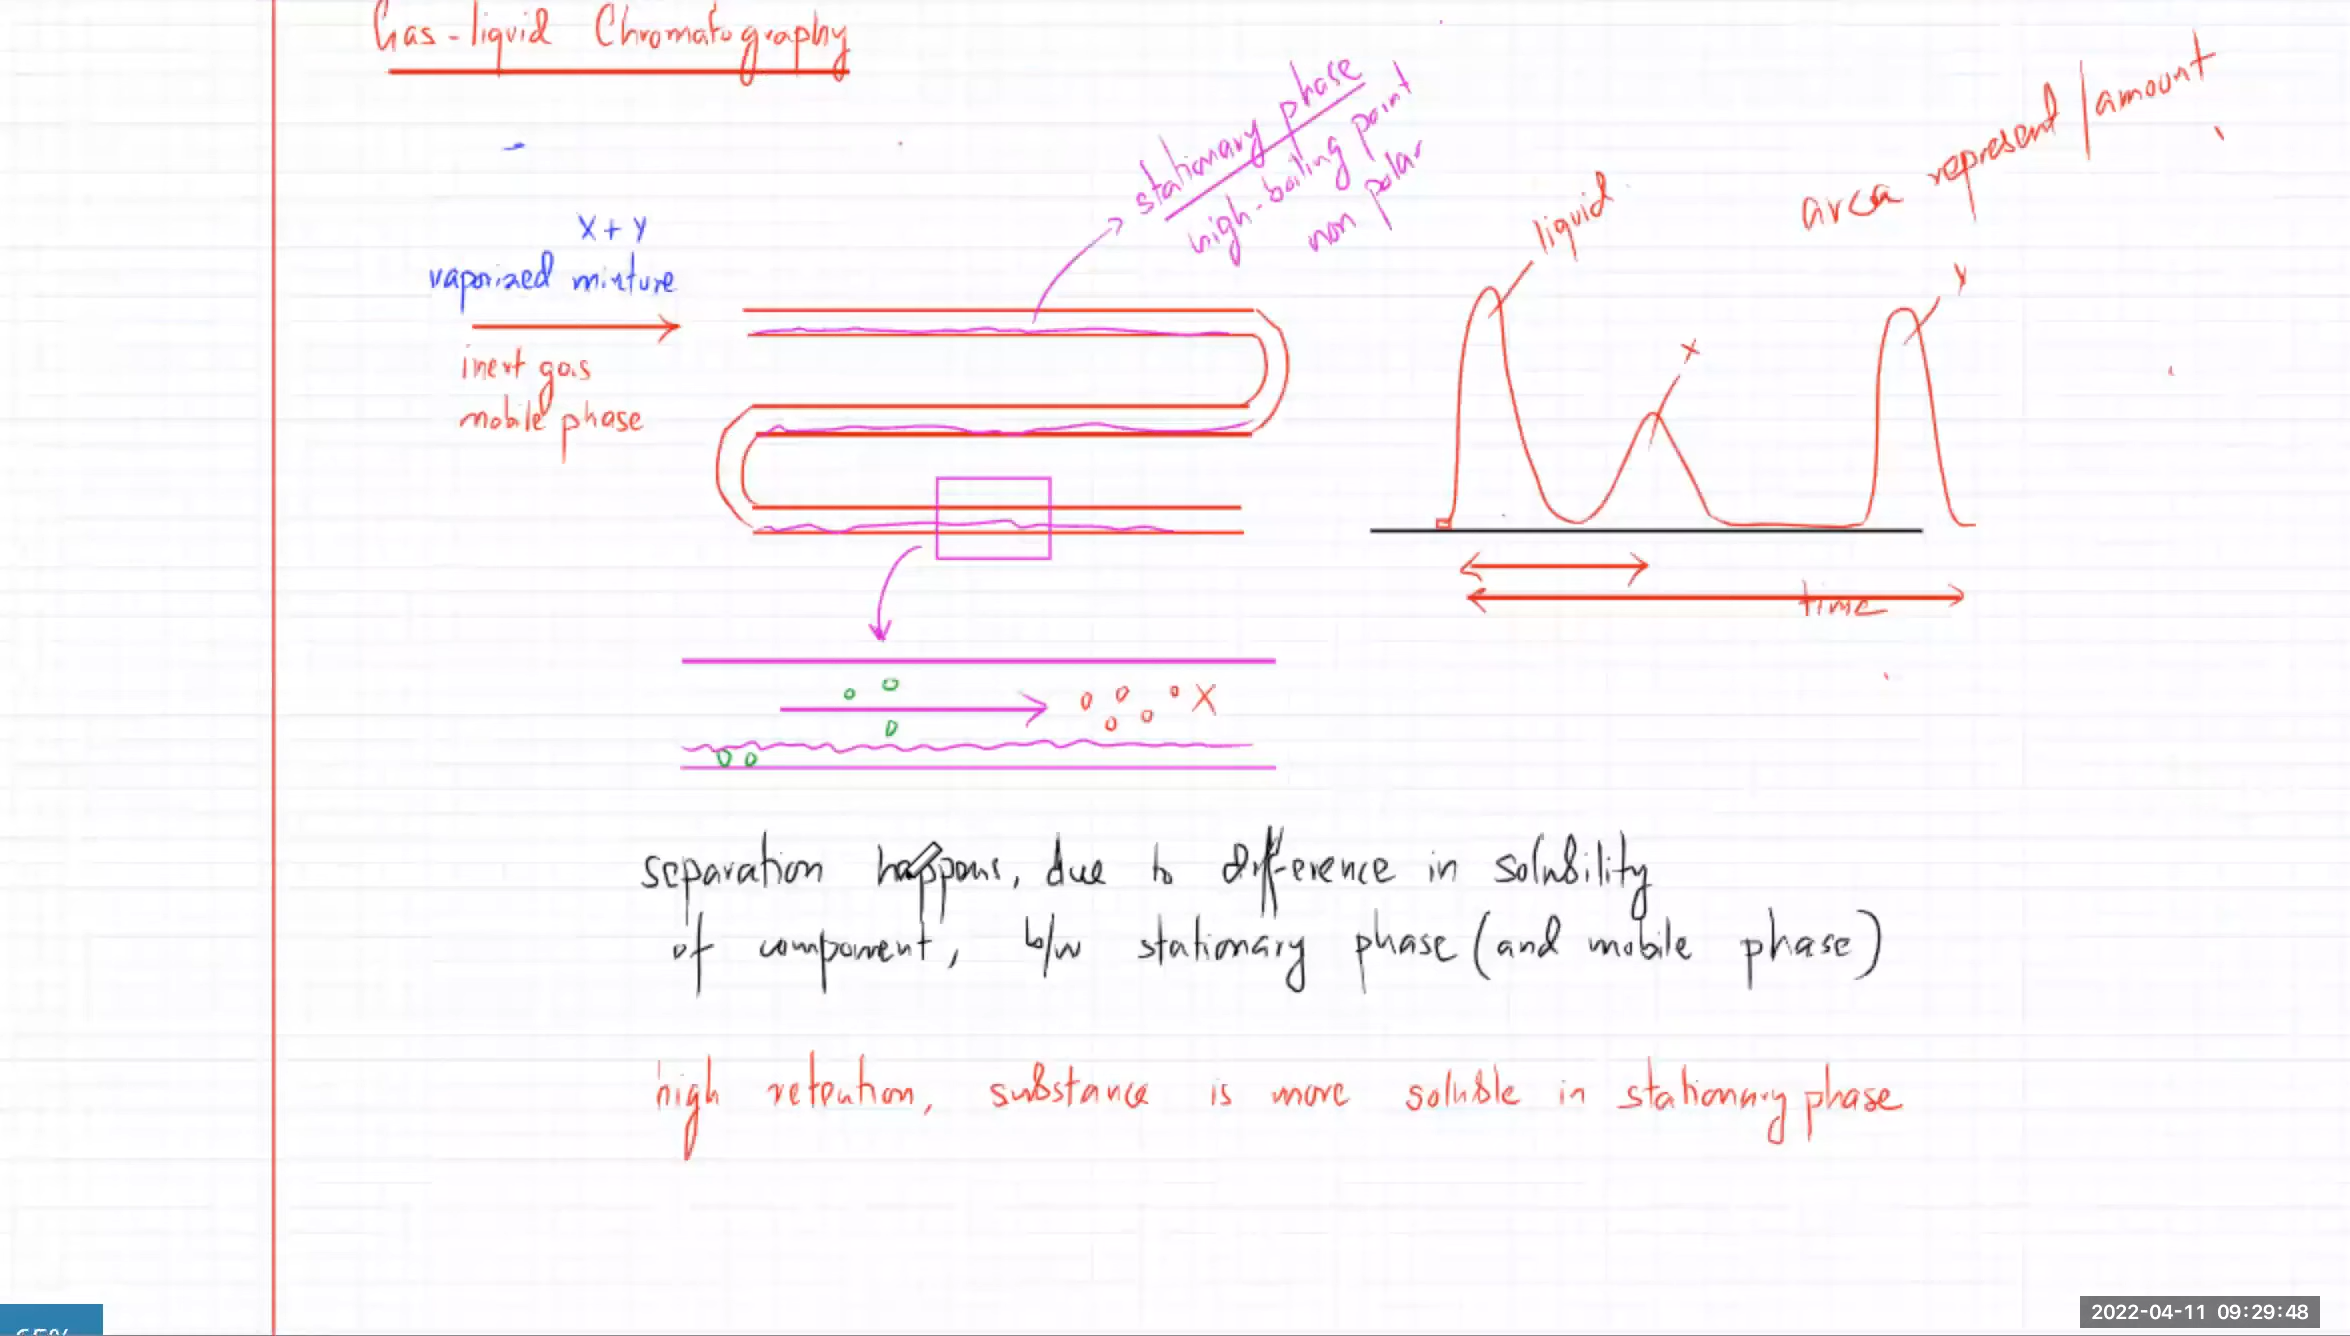 Gas-liquid Chromatography
stationary phase
high-boiling point
non polar
area represent / amount
liquid
X + Y
vaporized mixture
inert gas
mobile phase
X
Y
time
X
separation happens, due to difference in solubility
of component, b/w stationary phase (and mobile phase)
high retention, substance is more soluble in stationary phase
2022-04-11 09:29:48